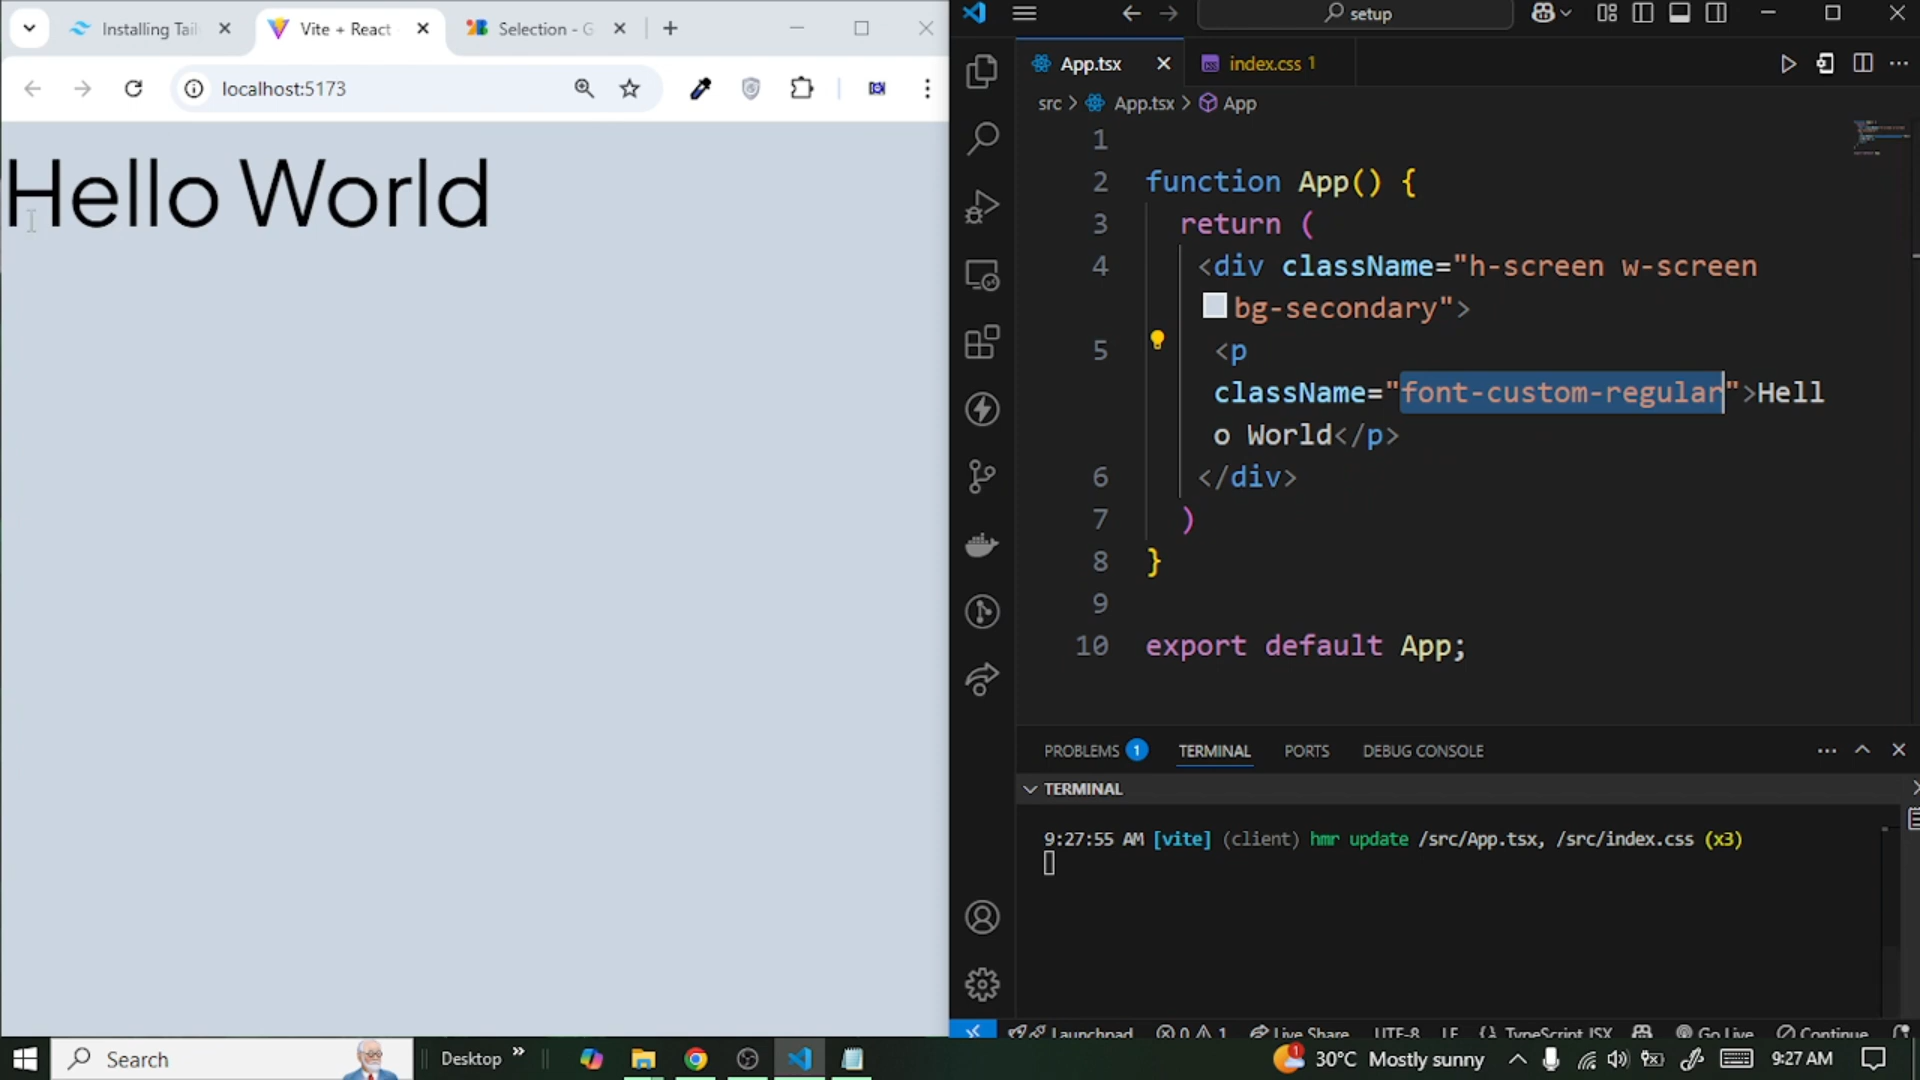 Installing Tail
Vite + React
Selection - G
localhost:5173
Hello World
setup
App.tsx
index.css 1
src > App.tsx > App
1
2 function App() {
3 return (
4 <div className="h-screen w-screen
bg-secondary">
5 <p
className="font-custom-regular">Hell
o World</p>
6 </div>
7 )
8 }
9
10 export default App;
PROBLEMS 1 TERMINAL PORTS DEBUG CONSOLE
TERMINAL
9:27:55 AM [vite] (client) hmr update /src/App.tsx, /src/index.css (x3)
Launchpad 0 1 Live Share UTF-8 LF {} TypeScript JSX Go Live Continue
Search
Desktop
1
30°C Mostly sunny
9:27 AM